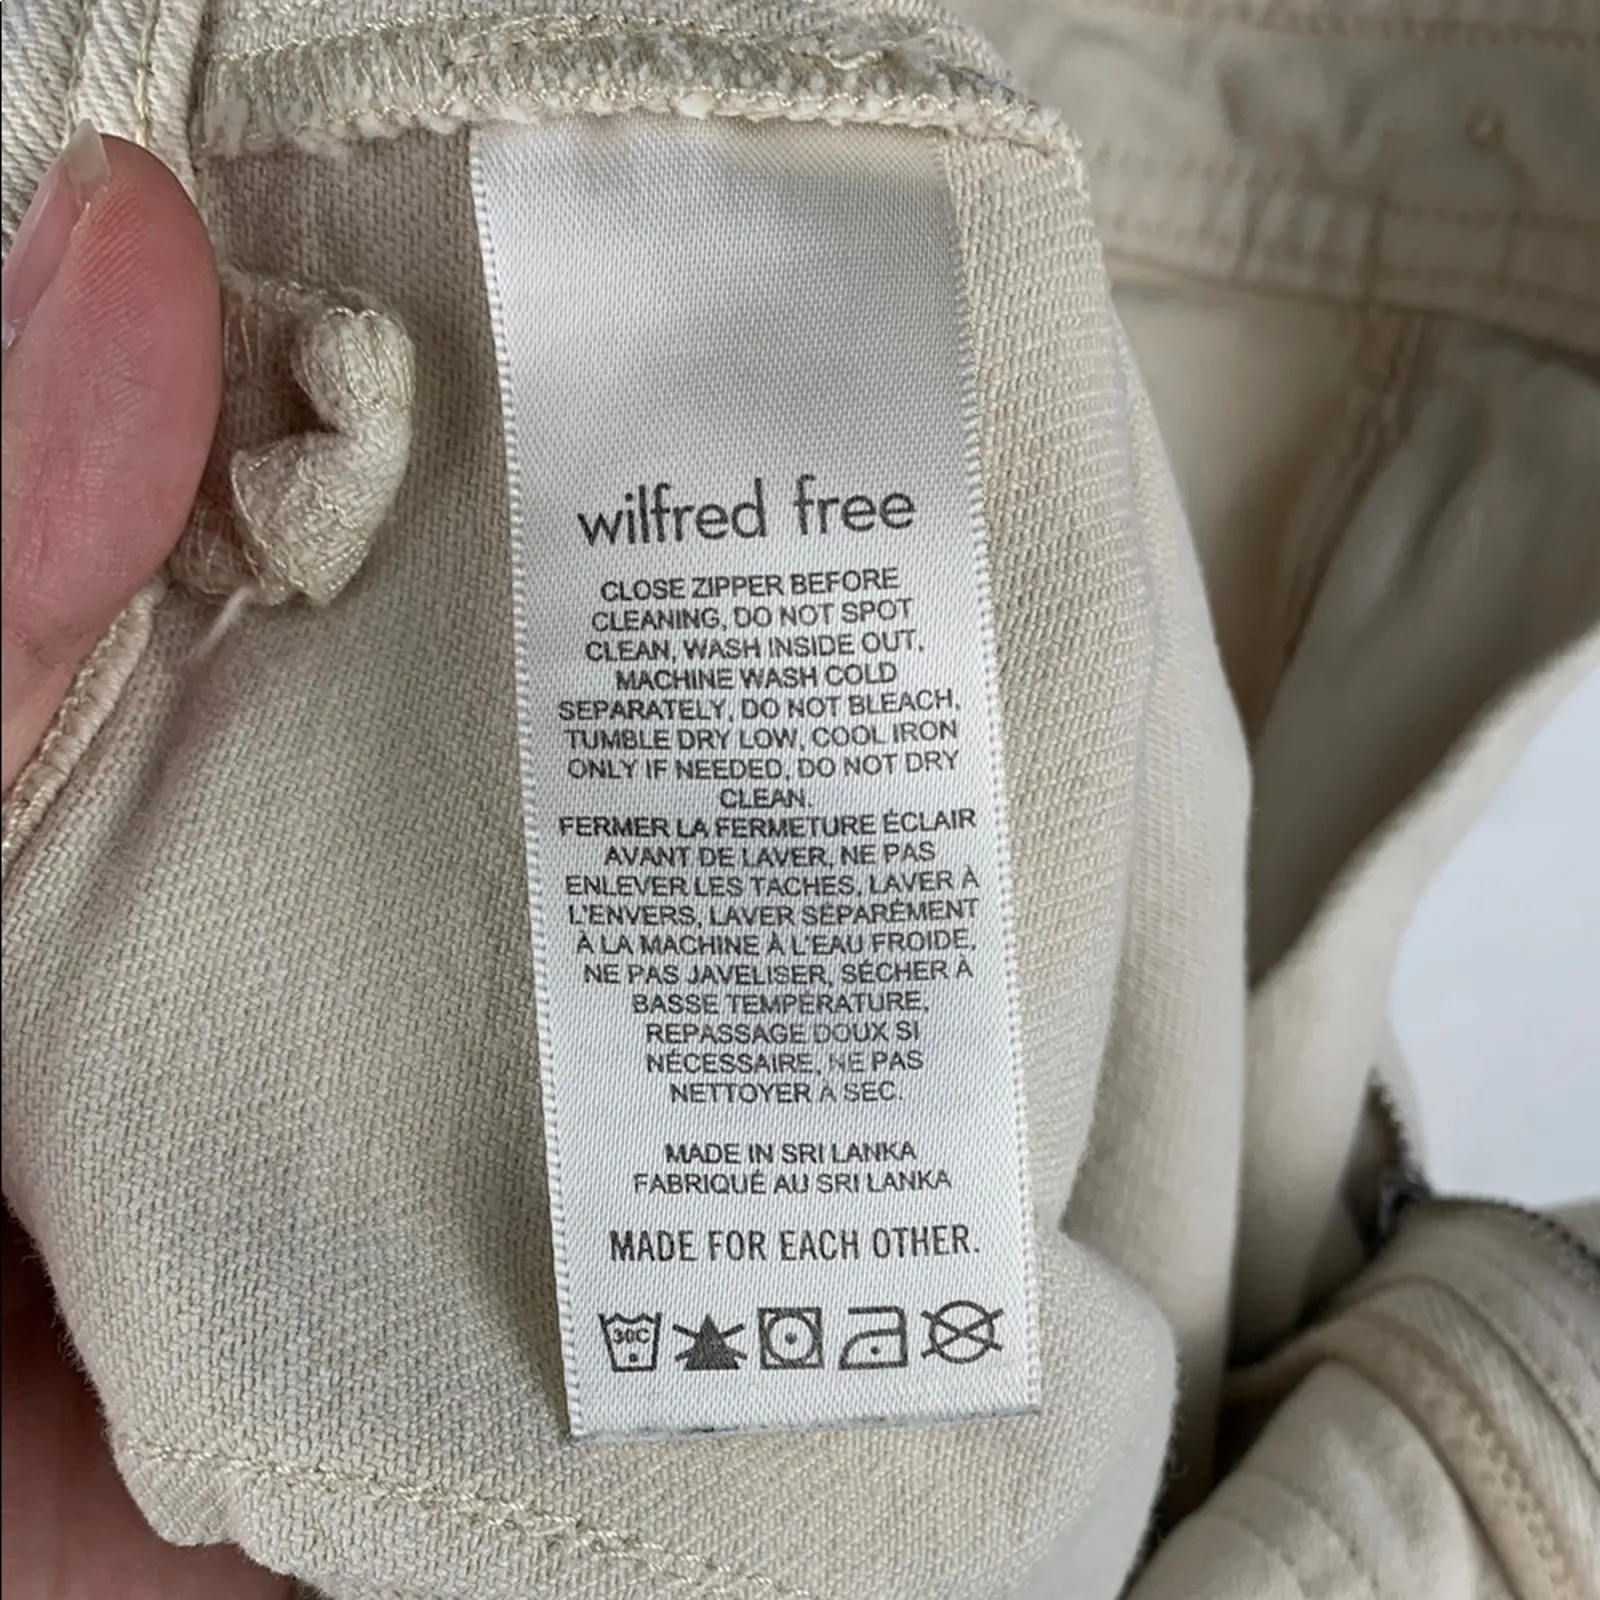 wilfred free
CLOSE ZIPPER BEFORE
CLEANING, DO NOT SPOT
CLEAN, WASH INSIDE OUT,
MACHINE WASH COLD
SEPARATELY, DO NOT BLEACH,
TUMBLE DRY LOW, COOL IRON
ONLY IF NEEDED, DO NOT DRY
CLEAN.
FERMER LA FERMETURE ÉCLAIR
AVANT DE LAVER, NE PAS
ENLEVER LES TACHES, LAVER À
L'ENVERS, LAVER SÉPARÉMENT
À LA MACHINE À L'EAU FROIDE,
NE PAS JAVELISER, SÉCHER À
BASSE TEMPÉRATURE,
REPASSAGE DOUX SI
NÉCESSAIRE, NE PAS
NETTOYER À SEC.
MADE IN SRI LANKA
FABRIQUÉ AU SRI LANKA
MADE FOR EACH OTHER.
30C